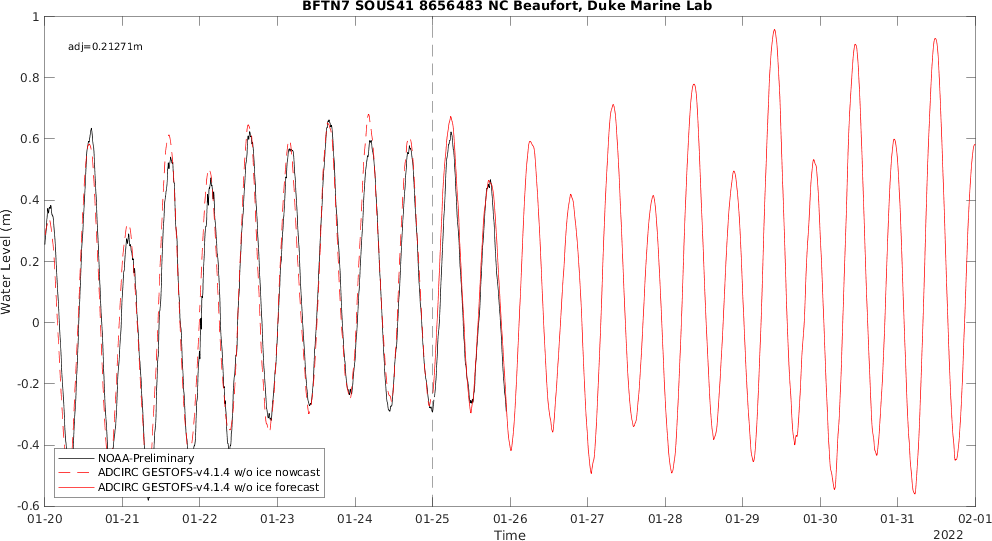 BFTN7 SOUS41 8656483 NC Beaufort, Duke Marine Lab
adj=0.21271m
1
0.8
0.6
0.4
0.2
0
-0.2
-0.4
-0.6
Water Level (m)
NOAA-Preliminary
ADCIRC GESTOFS-v4.1.4 w/o ice nowcast
ADCIRC GESTOFS-v4.1.4 w/o ice forecast
01-20 01-21 01-22 01-23 01-24 01-25 01-26 01-27 01-28 01-29 01-30 01-31 02-01
Time
2022